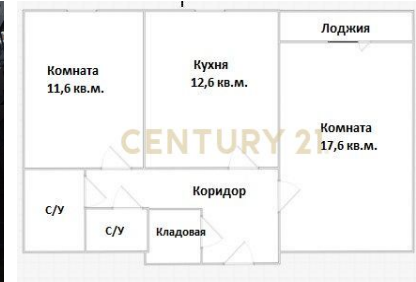 Лоджия
Комната
11,6 кв.м.
Кухня
12,6 кв.м.
Комната
17,6 кв.м.
CENTURY 21
Коридор
С/У
С/У
Кладовая